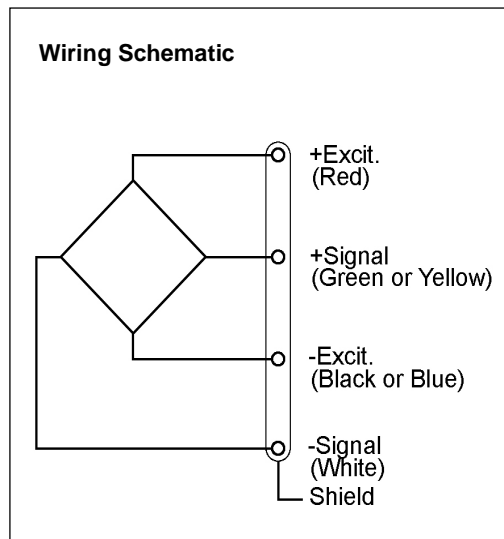 Wiring Schematic
+Excit.
(Red)
+Signal
(Green or Yellow)
-Excit.
(Black or Blue)
-Signal
(White)
Shield